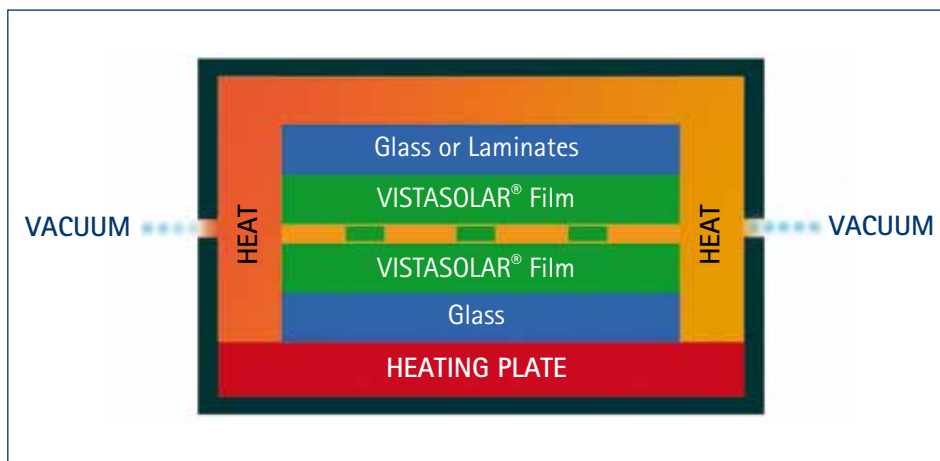 Glass or Laminates
VISTASOLAR® Film
VACUUM
HEAT
HEAT
VACUUM
VISTASOLAR® Film
Glass
HEATING PLATE